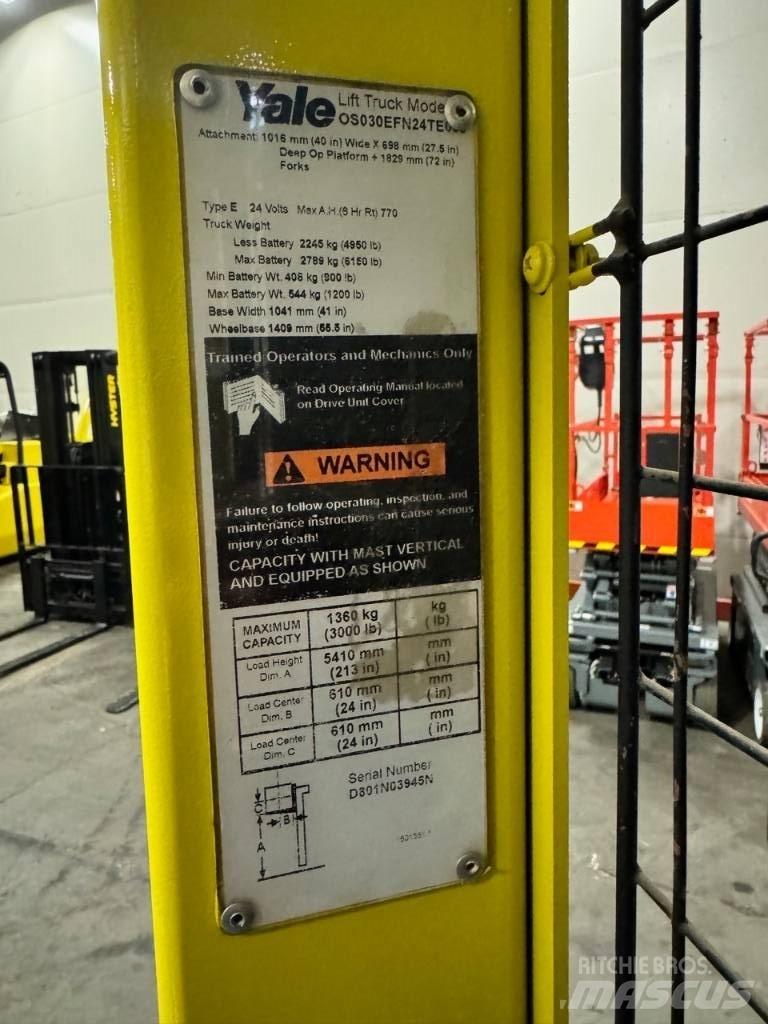 Yale Lift Truck Mode
OS030EFN24TE
Attachment: 1016 mm (40 in) Wide X 698 mm (27.5 in)
Deep Op Platform + 1829 mm (72 in)
Forks
Type E 24 Volts Max A.H.(6 Hr Rt) 770
Truck Weight
Less Battery 2245 kg (4950 lb)
Max Battery 2789 kg (6150 lb)
Min Battery Wt. 408 kg (900 lb)
Max Battery Wt. 544 kg (1200 lb)
Base Width 1041 mm (41 in)
Wheelbase 1409 mm (55.5 in)
Trained Operators and Mechanics Only
Read Operating Manual located
on Drive Unit Cover
WARNING
Failure to follow operating, inspection, and
maintenance instructions can cause serious
injury or death!
CAPACITY WITH MAST VERTICAL
AND EQUIPPED AS SHOWN
MAXIMUM CAPACITY 1360 kg (3000 lb) kg (lb)
Load Height Dim. A 5410 mm (213 in) mm (in)
Load Center Dim. B 610 mm (24 in) mm (in)
Load Center Dim. C 610 mm (24 in) mm (in)
Serial Number
D801N03945N
C
B
A
HYSTER
RITCHIE BROS.
MASCUS